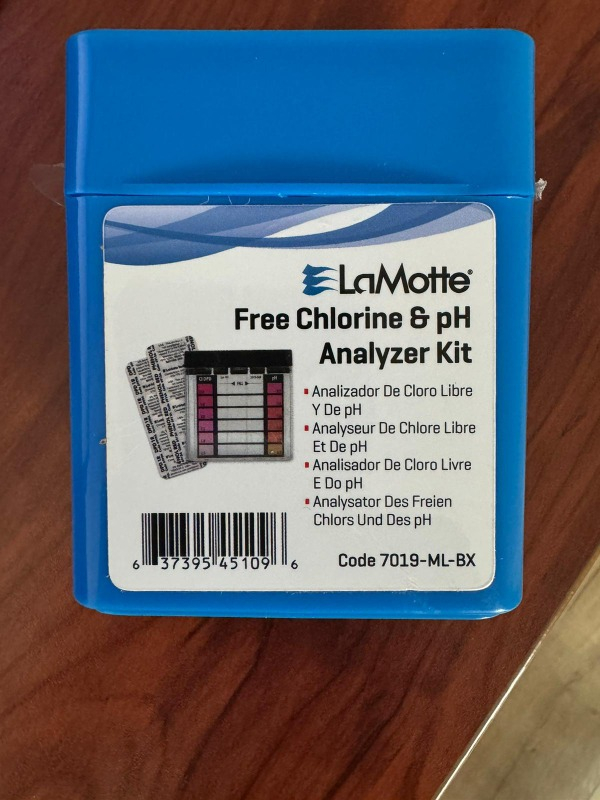 LaMotte®
Free Chlorine & pH
Analyzer Kit
Analizador De Cloro Libre
Y De pH
Analyseur De Chlore Libre
Et De pH
Analisador De Cloro Livre
E Do pH
Analysator Des Freien
Chlors Und Des pH
pH
FILL
6 37395 45109 6
Code 7019-ML-BX